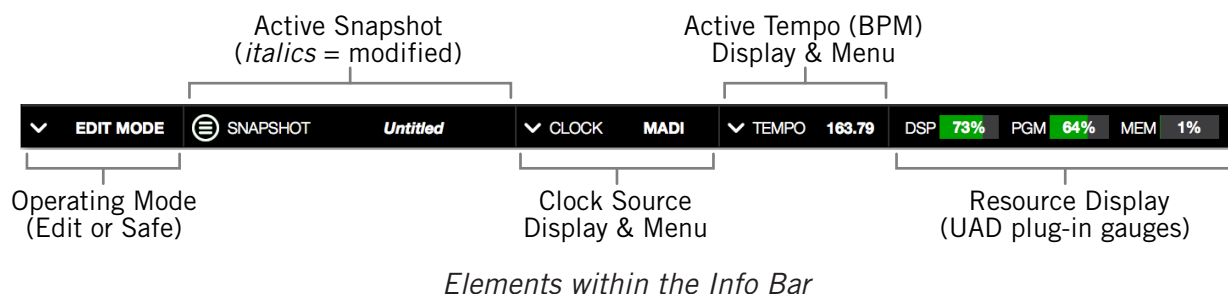 Active Snapshot
(italics = modified)
Active Tempo (BPM)
Display & Menu
EDIT MODE SNAPSHOT Untitled CLOCK MADI TEMPO 163.79 DSP 73% PGM 64% MEM 1%
Operating Mode
(Edit or Safe)
Clock Source
Display & Menu
Resource Display
(UAD plug-in gauges)
Elements within the Info Bar